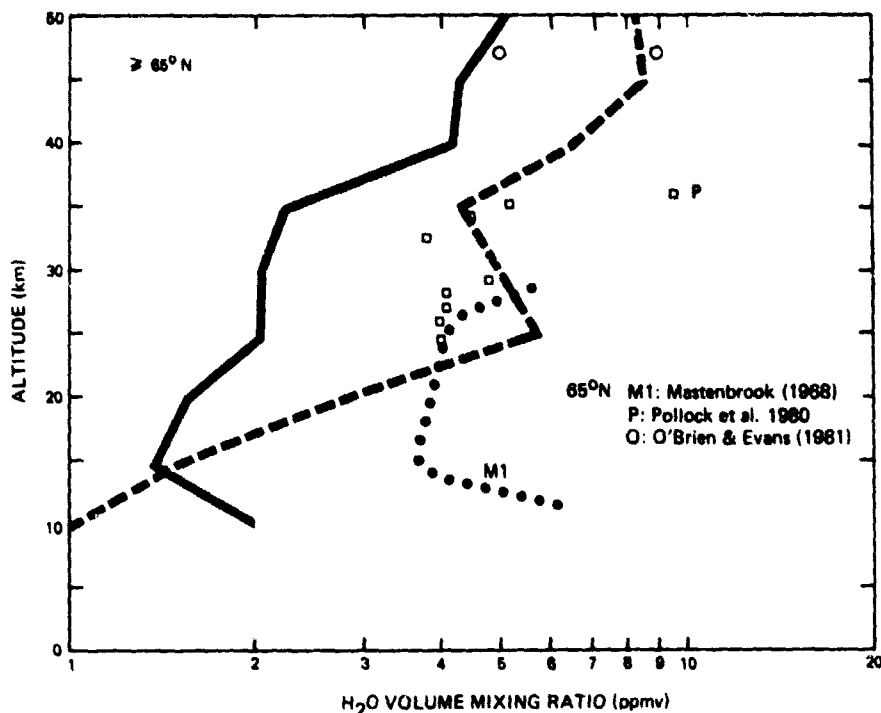 50
≥ 65° N
40
P
30
ALTITUDE (km)
65°N M1: Mastenbrook (1968)
P: Pollock et al. 1980
O: O'Brien & Evans (1981)
20
M1
10
0
1 2 3 4 5 6 7 8 9 10 20
H₂O VOLUME MIXING RATIO (ppmv)